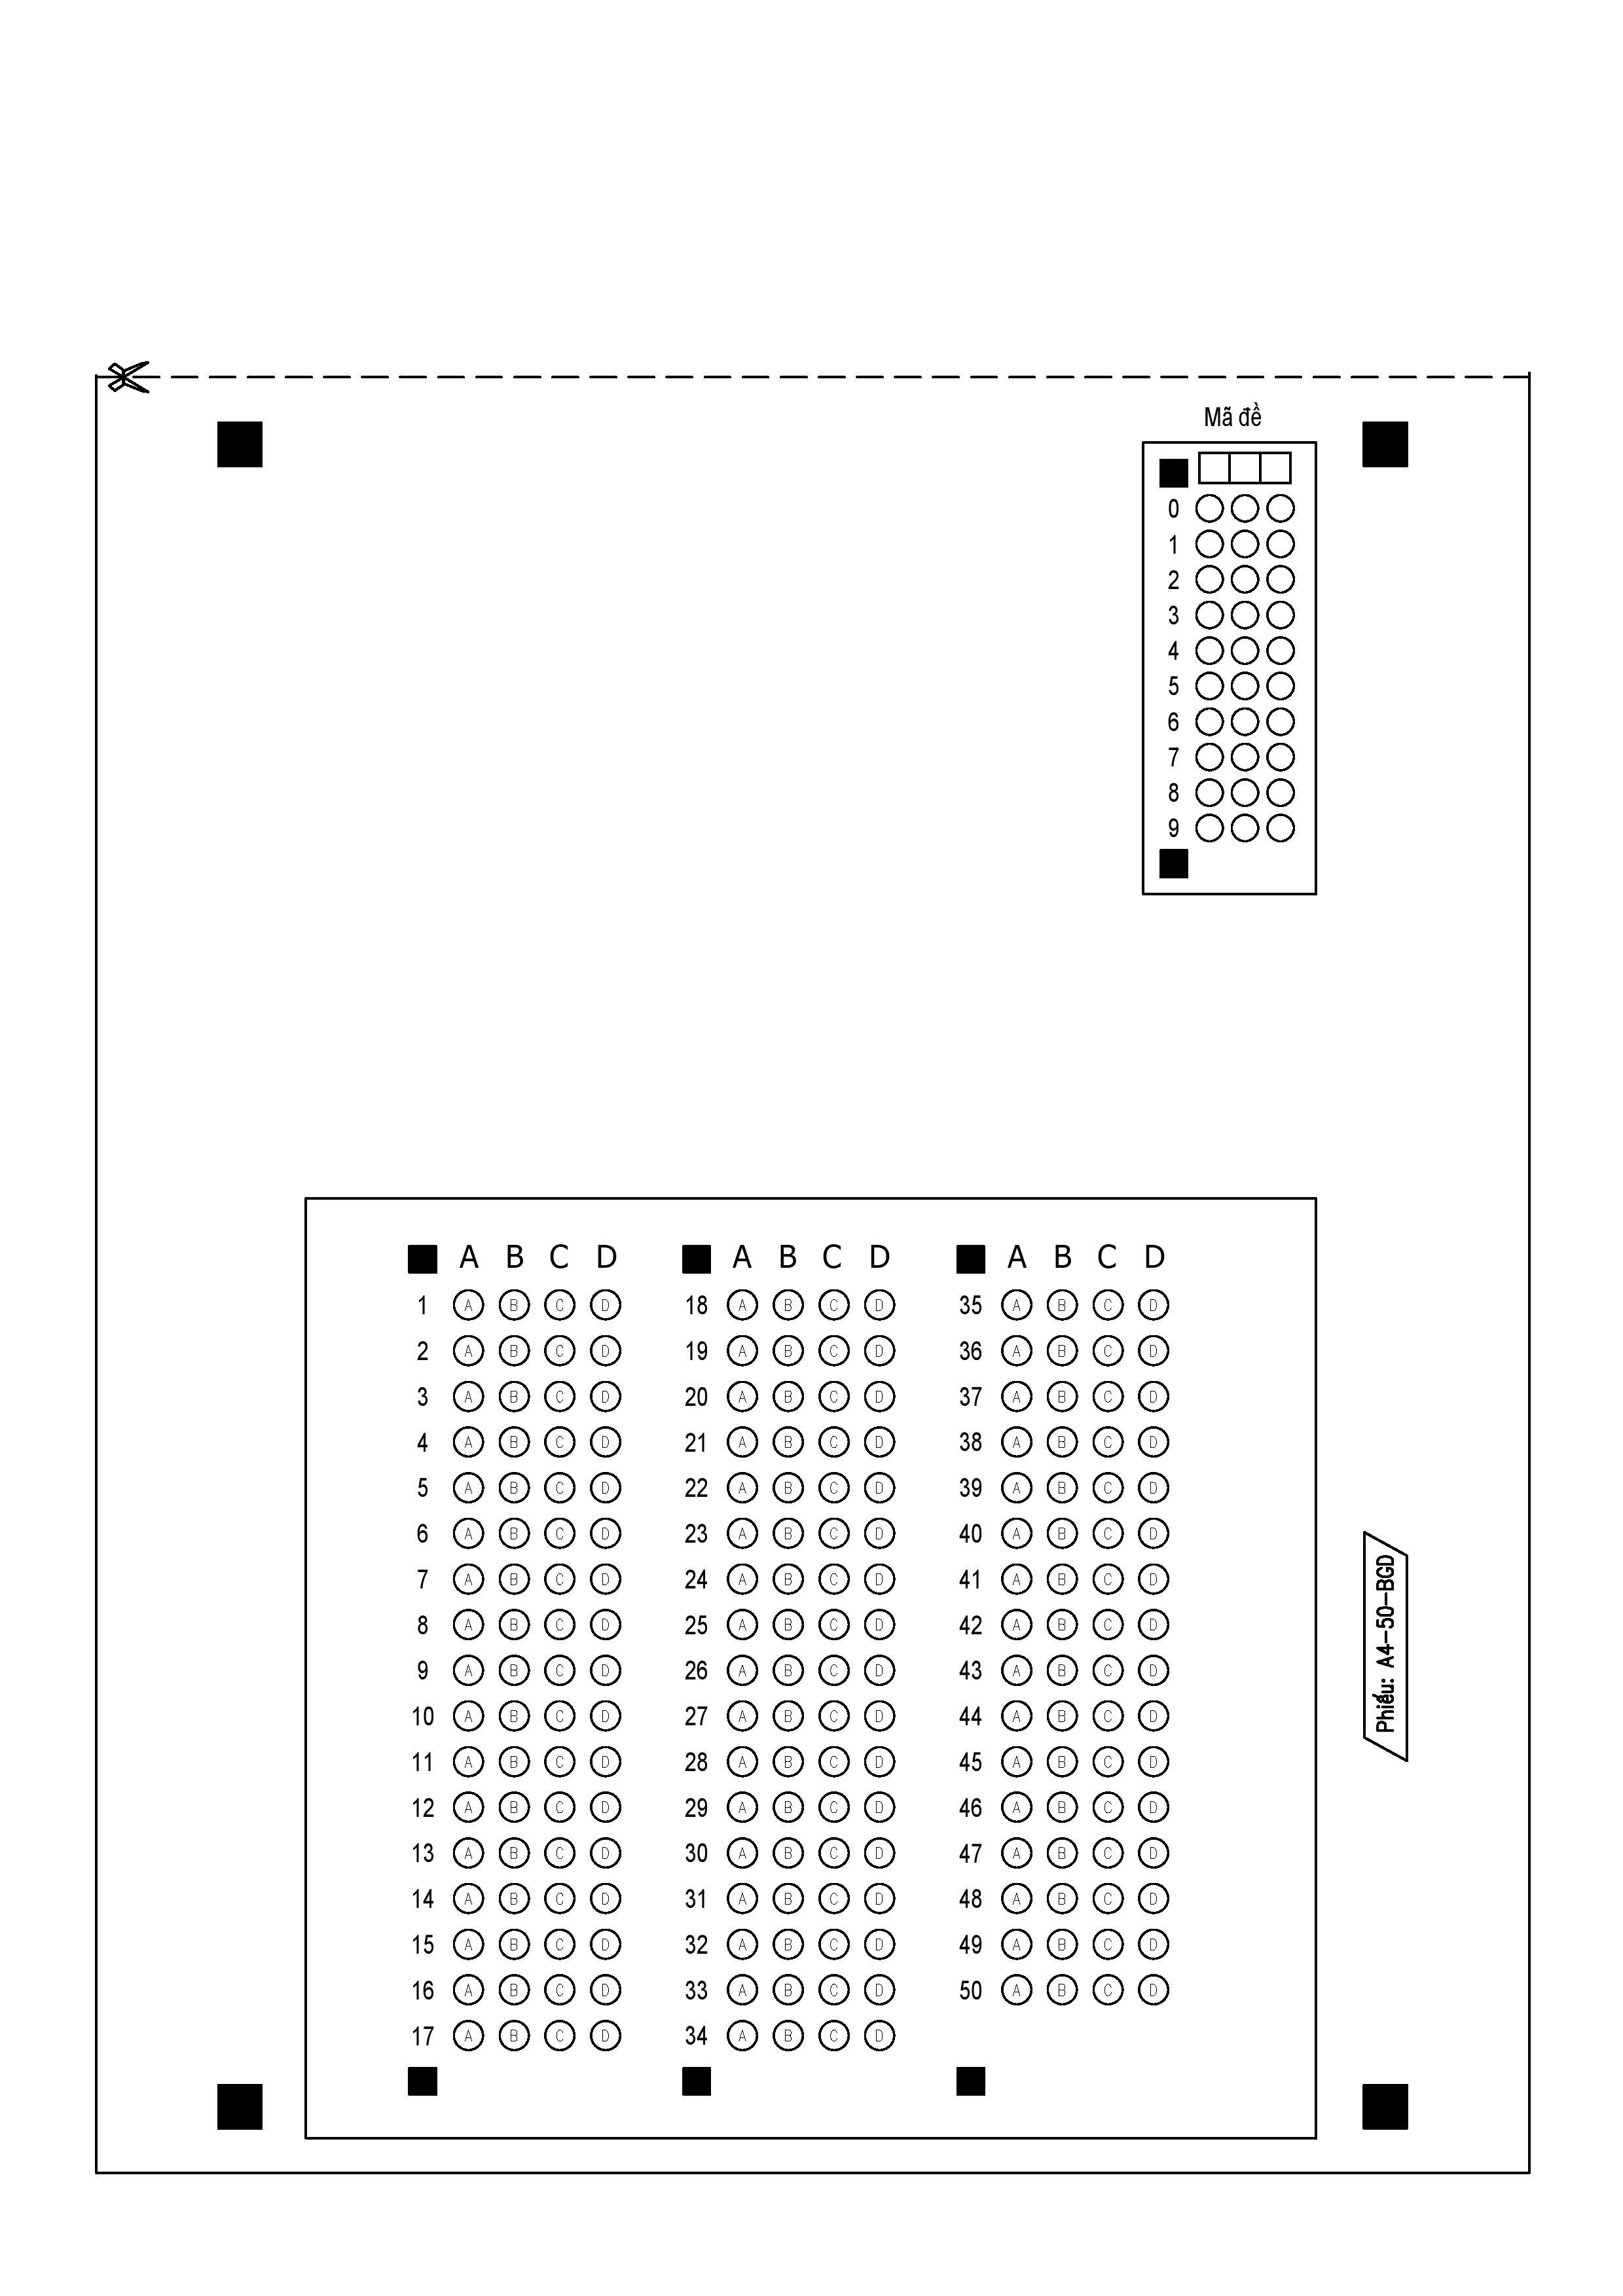 Mã đề
0
1
2
3
4
5
6
7
8
9
A B C D A B C D A B C D
1 A B C D 18 A B C D 35 A B C D
2 A B C D 19 A B C D 36 A B C D
3 A B C D 20 A B C D 37 A B C D
4 A B C D 21 A B C D 38 A B C D
5 A B C D 22 A B C D 39 A B C D
6 A B C D 23 A B C D 40 A B C D
7 A B C D 24 A B C D 41 A B C D
8 A B C D 25 A B C D 42 A B C D
9 A B C D 26 A B C D 43 A B C D
10 A B C D 27 A B C D 44 A B C D
11 A B C D 28 A B C D 45 A B C D
12 A B C D 29 A B C D 46 A B C D
13 A B C D 30 A B C D 47 A B C D
14 A B C D 31 A B C D 48 A B C D
15 A B C D 32 A B C D 49 A B C D
16 A B C D 33 A B C D 50 A B C D
17 A B C D 34 A B C D
Phiếu: A4-50-BGD